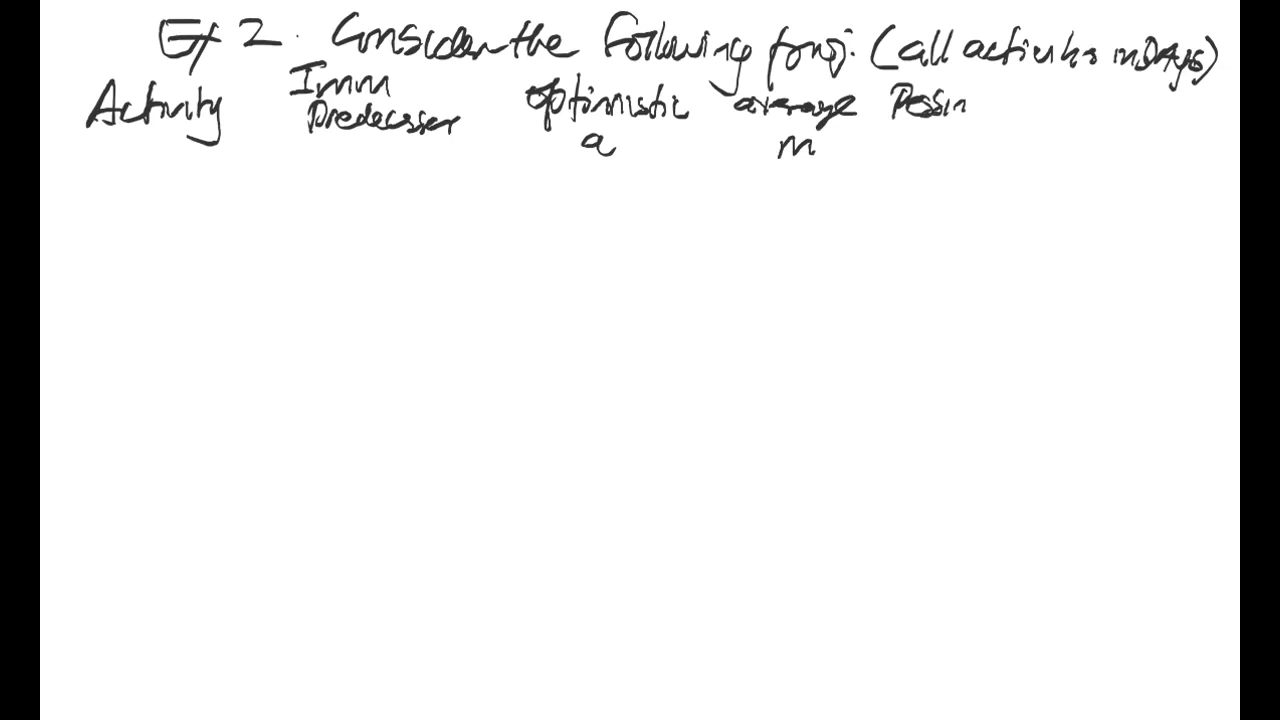 Ex 2. Consider the following proj. (all activities in Days)
Activity Imm Predecessor optimistic average Pessim
a m